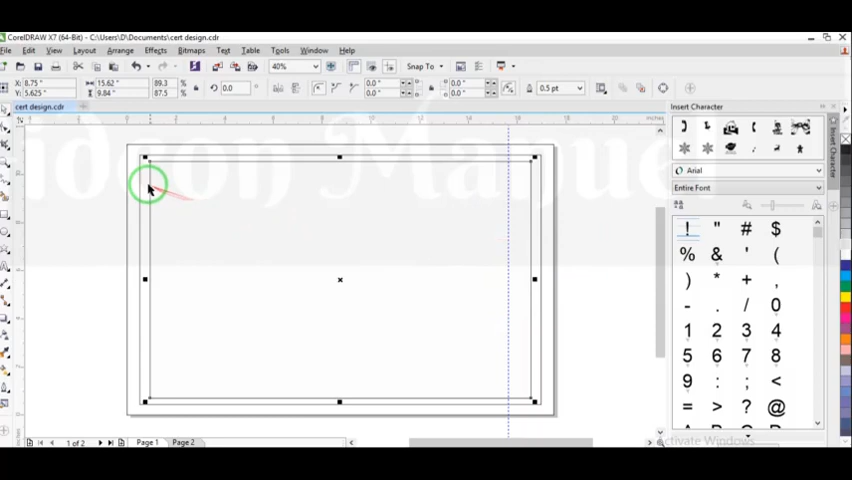 CorelDRAW X7 (64-Bit) - C:\Users\D\Documents\cert design.cdr
File Edit View Layout Arrange Effects Bitmaps Text Table Tools Window Help
40% Snap To
X: 8.75 " 15.62 " 89.3 % 0.0 0.0 " 0.0 " 0.0 " 0.0 " 0.5 pt
Y: 5.625 " 9.84 " 87.5 %
cert design.cdr
Insert Character
Insert Character
Arial
Entire Font
! " # $
% & ' (
) * + ,
- . / 0
1 2 3 4
5 6 7 8
9 : ; <
= > ? @
1 of 2 Page 1 Page 2
Activate Windows